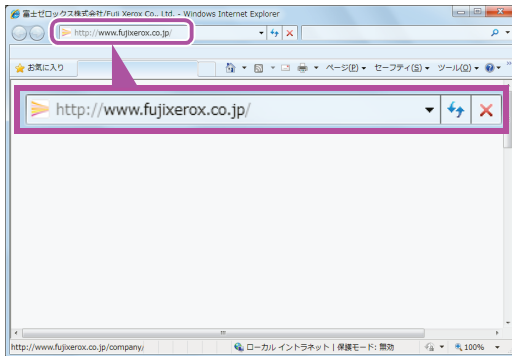 富士ゼロックス株式会社/Fuji Xerox Co., Ltd. - Windows Internet Explorer
http://www.fujixerox.co.jp/
お気に入り
ページ(P) セーフティ(S) ツール(O)
http://www.fujixerox.co.jp/
http://www.fujixerox.co.jp/company/
ローカル イントラネット | 保護モード: 無効
100%